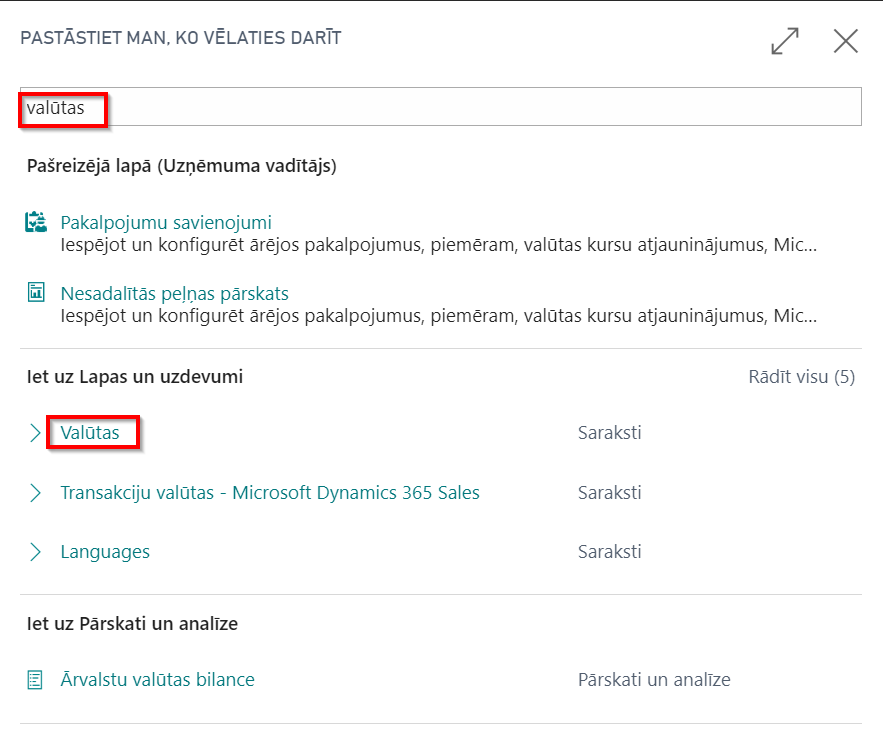 PASTĀSTIET MAN, KO VĒLATIES DARĪT
valūtas
Pašreizējā lapā (Uzņēmuma vadītājs)
Pakalpojumu savienojumi
Iespējot un konfigurēt ārējos pakalpojumus, piemēram, valūtas kursu atjauninājumus, Mic...
Nesadalītās peļņas pārskats
Iespējot un konfigurēt ārējos pakalpojumus, piemēram, valūtas kursu atjauninājumus, Mic...
Iet uz Lapas un uzdevumi Rādīt visu (5)
Valūtas Saraksti
Transakciju valūtas - Microsoft Dynamics 365 Sales Saraksti
Languages Saraksti
Iet uz Pārskati un analīze
Ārvalstu valūtas bilance Pārskati un analīze